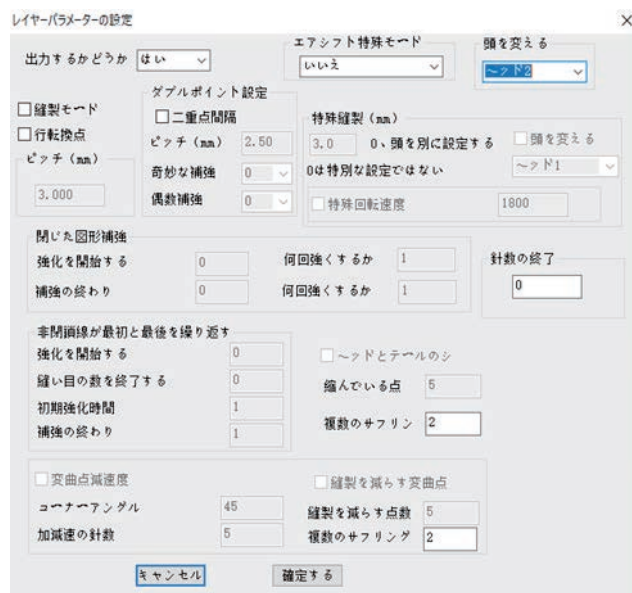 レイヤーパラメーターの設定
出力するかどうか はい
エアシフト特殊モード
いいえ
頭を変える
ヘッド2
縫製モード
行転換点
ピッチ (mm)
3.000
ダブルポイント設定
二重点間隔
ピッチ (mm) 2.50
奇妙な補強 0
偶数補強 0
特殊縫製 (mm)
3.0 0、頭を別に設定する
0は特別な設定ではない
頭を変える
ヘッド1
特殊回転速度 1800
閉じた図形補強
強化を開始する 0 何回強くするか 1
補強の終わり 0 何回強くするか 1
針数の終了
0
非閉頭線が最初と最後を繰り返す
強化を開始する 0
縫い目の数を終了する 0
初期強化時間 1
補強の終わり 1
ヘッドとテールのシ
縮んでいる点 5
複数のサフリン 2
変曲点減速度
コーナーアングル 45
加減速の針数 5
縫製を減らす変曲点
縫製を減らす点数 5
複数のサフリング 2
キャンセル 確定する